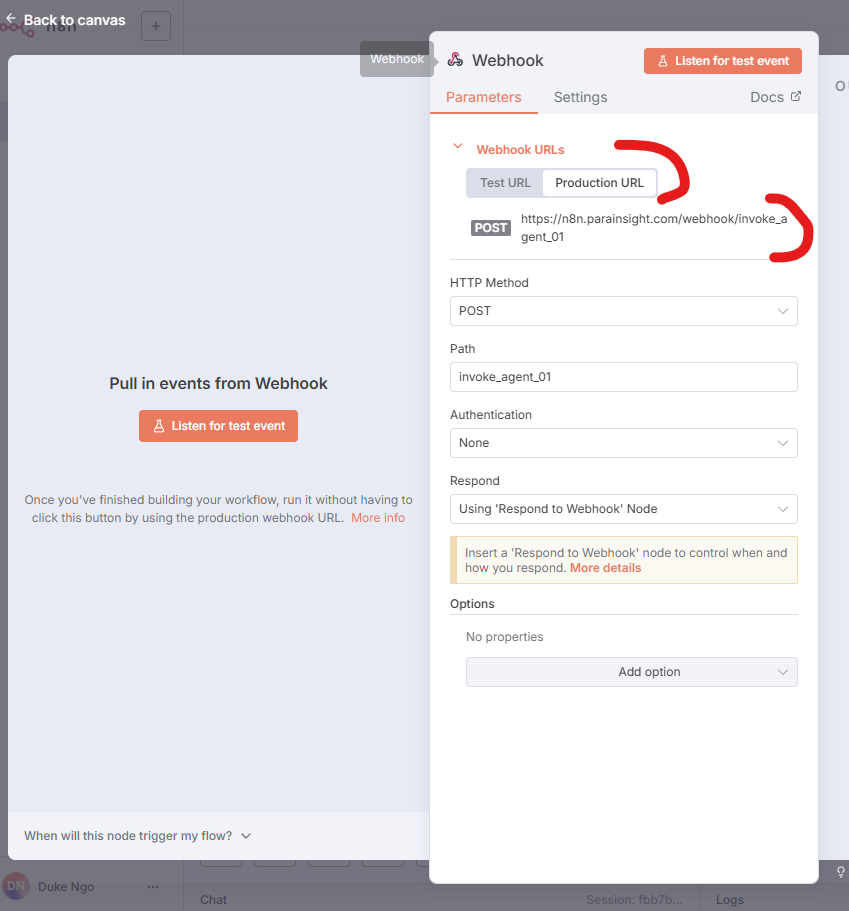 Back to canvas
n8n
+
Webhook
Webhook
Listen for test event
Parameters
Settings
Docs
Webhook URLs
Test URL
Production URL
POST
https://n8n.parainsight.com/webhook/invoke_a
gent_01
HTTP Method
POST
Path
invoke_agent_01
Authentication
None
Respond
Using 'Respond to Webhook' Node
Insert a 'Respond to Webhook' node to control when and
how you respond. More details
Options
No properties
Add option
Pull in events from Webhook
Listen for test event
Once you've finished building your workflow, run it without having to
click this button by using the production webhook URL. More info
When will this node trigger my flow?
DN
Duke Ngo
...
Chat
Session: fbb7b...
Logs